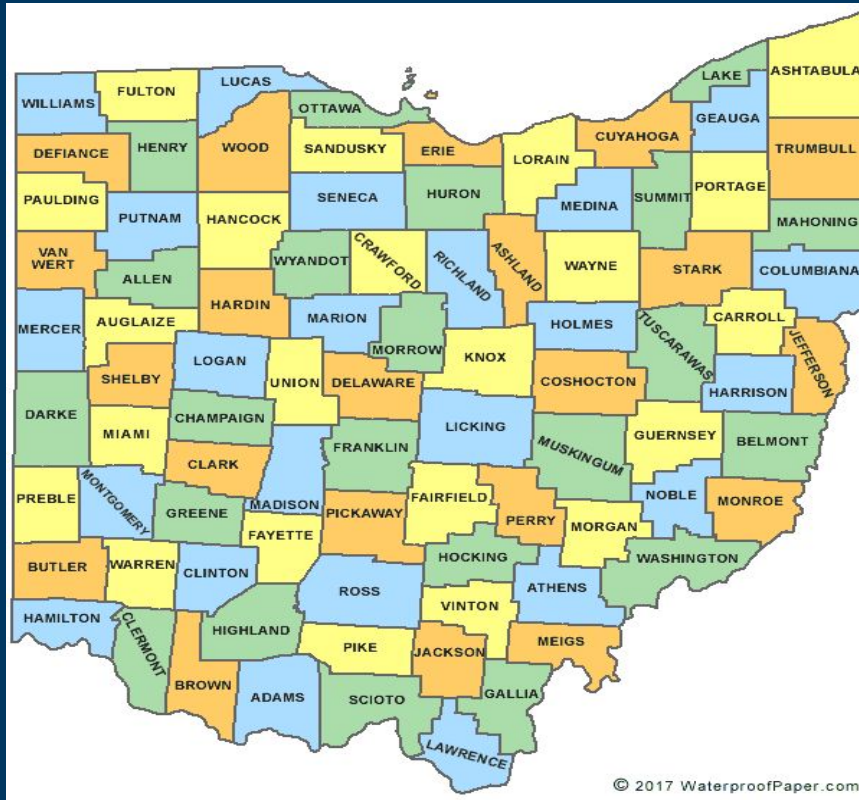 LUCAS
LAKE
ASHTABULA
WILLIAMS
FULTON
OTTAWA
GEAUGA
CUYAHOGA
DEFIANCE
HENRY
WOOD
SANDUSKY
ERIE
LORAIN
TRUMBULL
PAULDING
PUTNAM
HANCOCK
SENECA
HURON
MEDINA
SUMMIT
PORTAGE
MAHONING
VAN
WERT
ALLEN
WYANDOT
CRAWFORD
RICHLAND
ASHLAND
WAYNE
STARK
COLUMBIANA
MERCER
AUGLAIZE
HARDIN
MARION
MORROW
KNOX
HOLMES
TUSCARAWAS
CARROLL
JEFFERSON
SHELBY
LOGAN
UNION
DELAWARE
COSHOCTON
HARRISON
DARKE
MIAMI
CHAMPAIGN
FRANKLIN
LICKING
MUSKINGUM
GUERNSEY
BELMONT
CLARK
PREBLE
MONTGOMERY
GREENE
MADISON
PICKAWAY
FAIRFIELD
PERRY
MORGAN
NOBLE
MONROE
FAYETTE
BUTLER
WARREN
CLINTON
ROSS
HOCKING
ATHENS
WASHINGTON
HAMILTON
CLERMONT
HIGHLAND
PIKE
VINTON
JACKSON
MEIGS
BROWN
ADAMS
SCIOTO
GALLIA
LAWRENCE
© 2017 WaterproofPaper.com